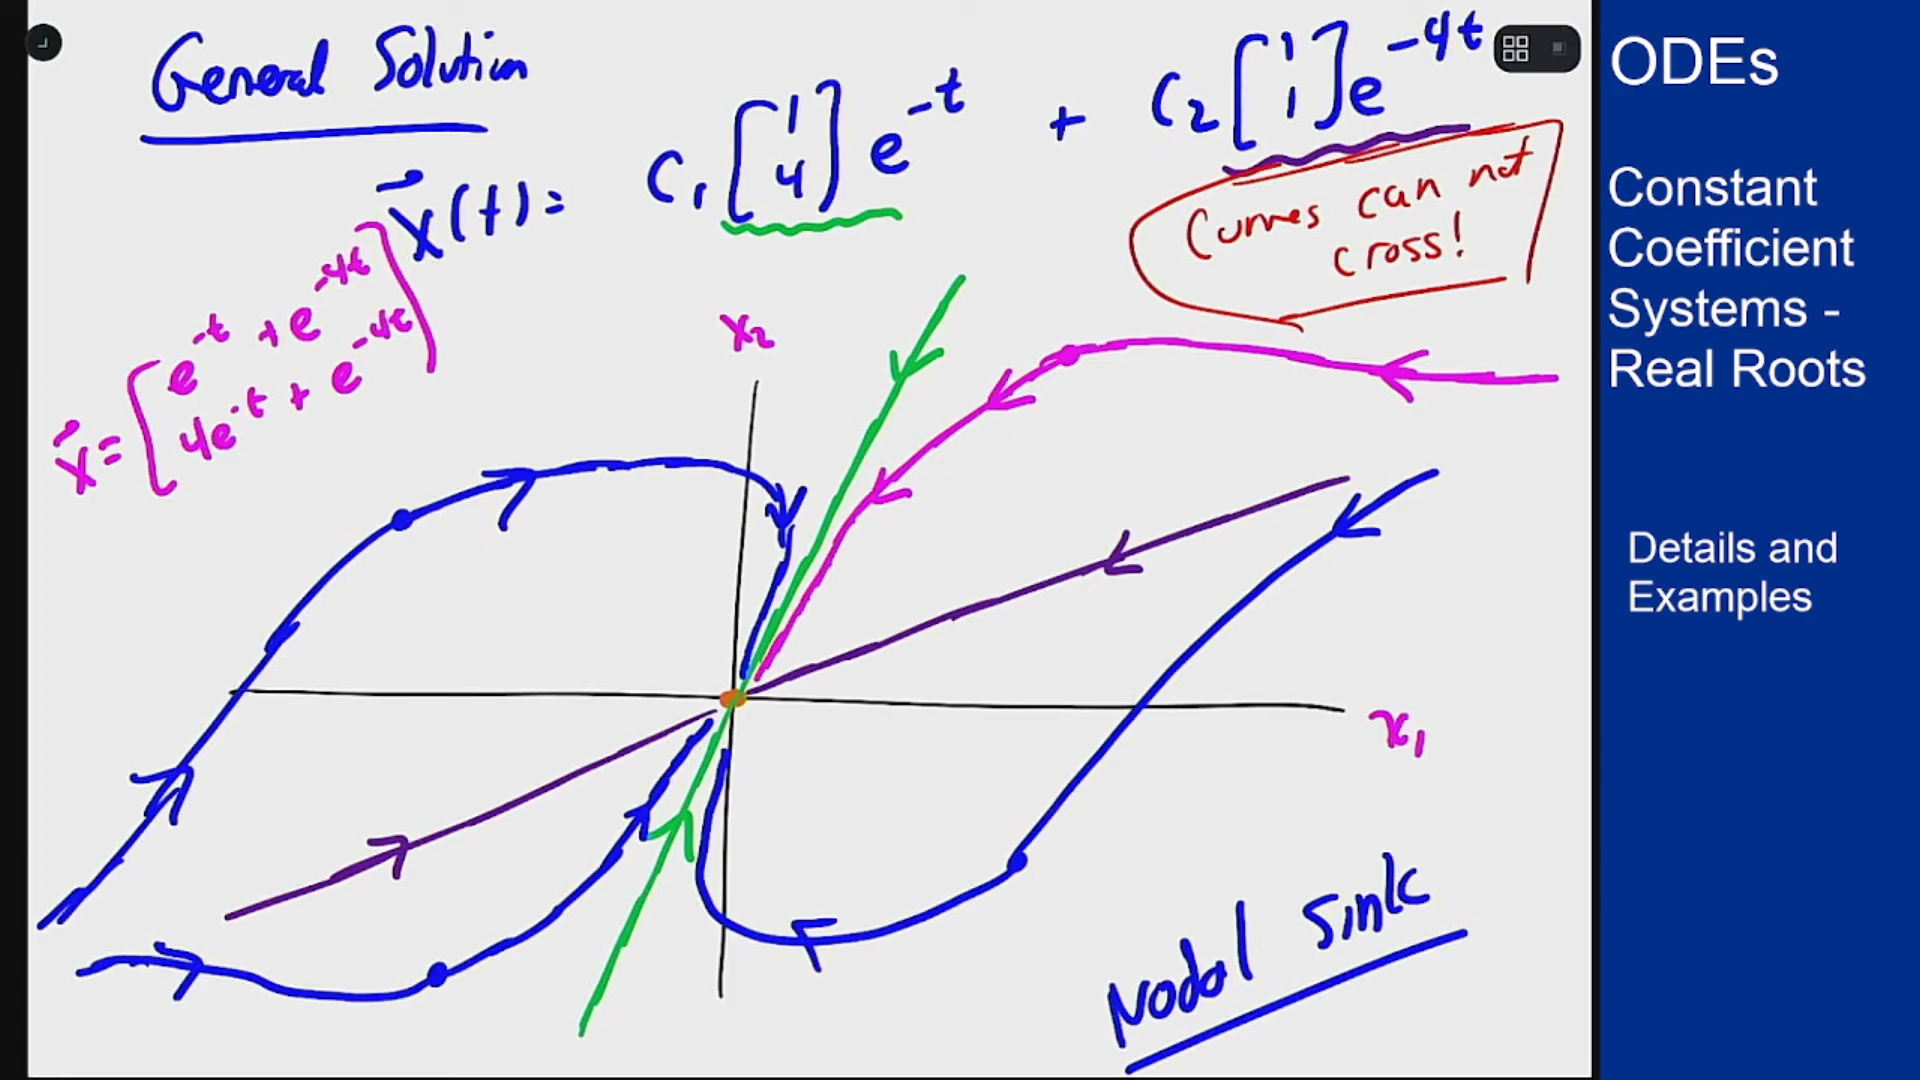 General Solution
x⃗(t) = C₁ [1 4] e^{-t} + C₂ [1 1] e^{-4t}
Curves can not
cross!
x⃗ = [e^{-t} + e^{-4t}
4e^{-t} + e^{-4t}]
x₂
x₁
Nodal Sink
ODEs
Constant
Coefficient
Systems -
Real Roots
Details and
Examples